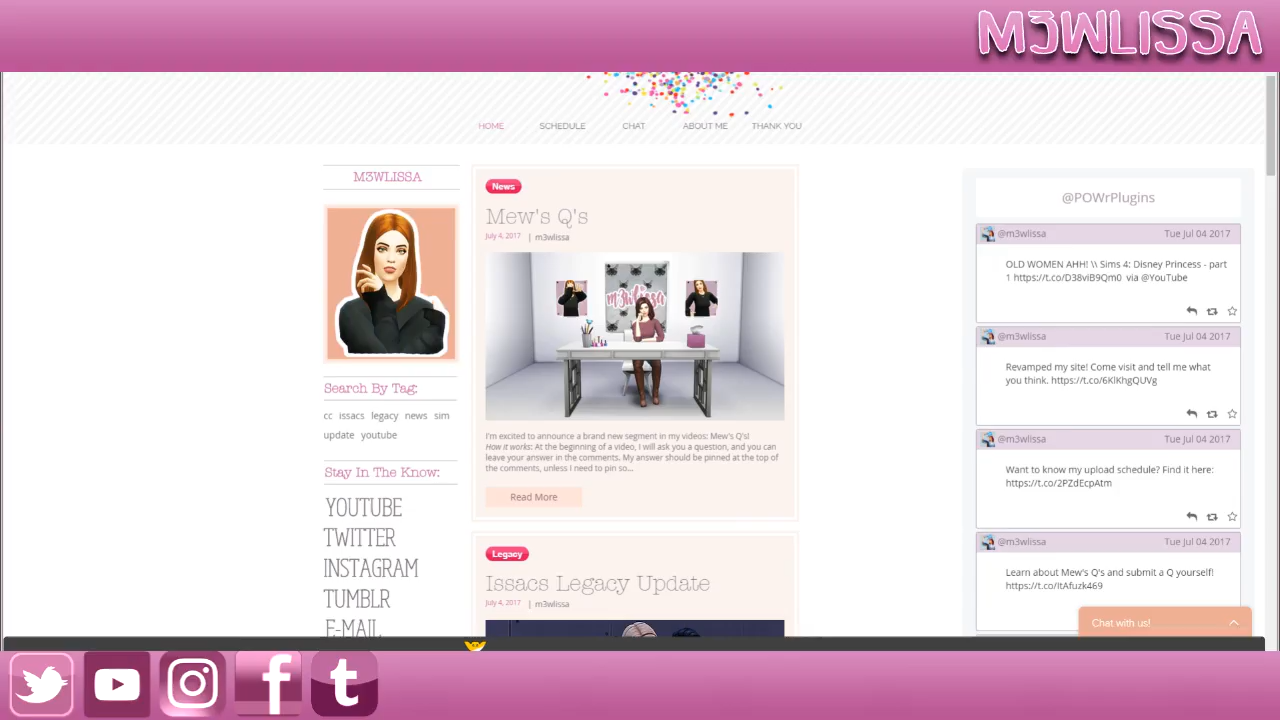 M3WLISSA
HOME SCHEDULE CHAT ABOUT ME THANK YOU
M3WLISSA
Search By Tag:
cc issacs legacy news sim
update youtube
Stay In The Know:
YOUTUBE
TWITTER
INSTAGRAM
TUMBLR
E-MAIL
News
Mew's Q's
July 4, 2017 | m3wlissa
m3wlissa
I'm excited to announce a brand new segment in my videos: Mew's Q's!
How it works: At the beginning of a video, I will ask you a question, and you can
leave your answer in the comments. My answer should be pinned at the top of
the comments, unless I need to pin so...
Read More
Legacy
Issacs Legacy Update
July 4, 2017 | m3wlissa
@POWrPlugins
@m3wlissa Tue Jul 04 2017
OLD WOMEN AHH! \\ Sims 4: Disney Princess - part
1 https://t.co/D38viB9Qm0 via @YouTube
@m3wlissa Tue Jul 04 2017
Revamped my site! Come visit and tell me what
you think. https://t.co/6KlKhgQUVg
@m3wlissa Tue Jul 04 2017
Want to know my upload schedule? Find it here:
https://t.co/2PZdEcpAtm
@m3wlissa Tue Jul 04 2017
Learn about Mew's Q's and submit a Q yourself!
https://t.co/ItAfuzk469
Chat with us!